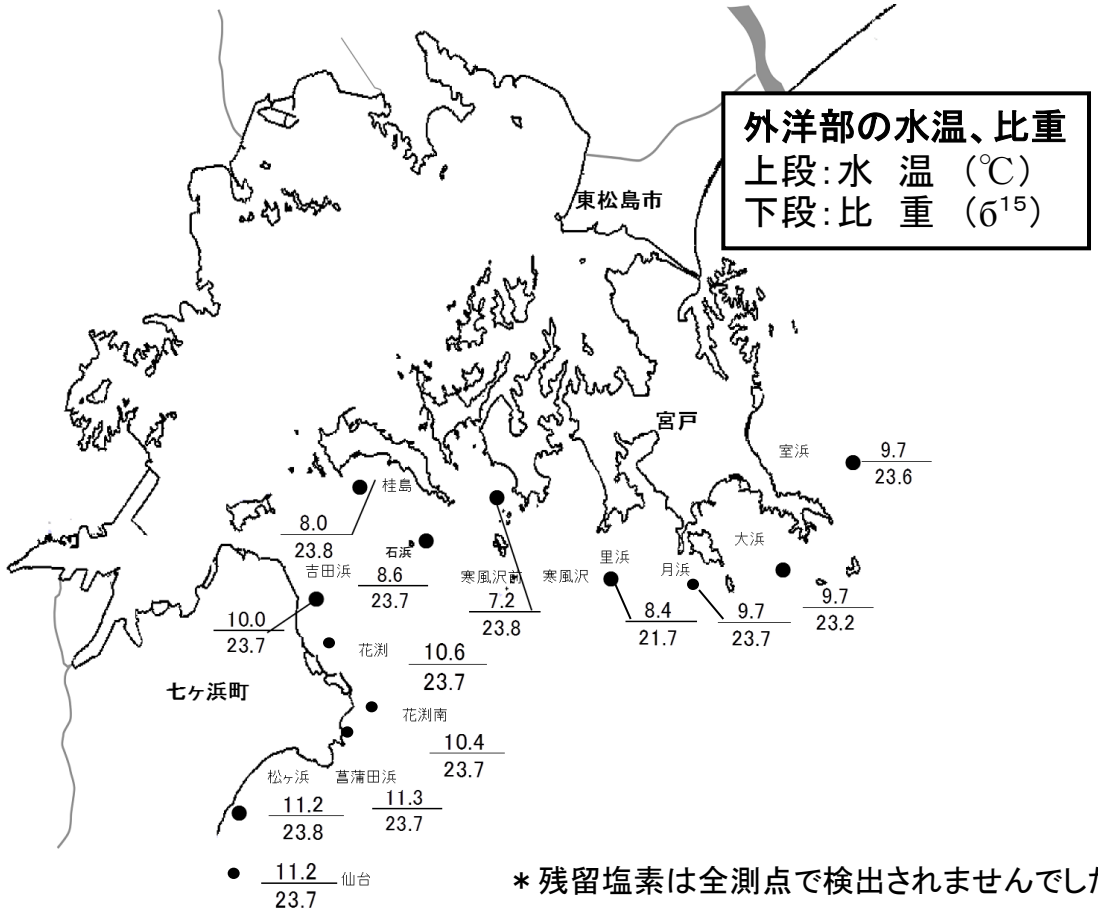 外洋部の水温、比重
上段:水 温 (℃)
下段:比 重 (б¹⁵)
東松島市
宮戸
室浜
9.7
23.6
桂島
8.0
23.8
石浜
8.6
23.7
寒風沢前
7.2
23.8
寒風沢
里浜
8.4
21.7
月浜
9.7
23.7
大浜
9.7
23.2
吉田浜
10.0
23.7
花渕
10.6
23.7
七ヶ浜町
花渕南
10.4
23.7
松ヶ浜
11.2
23.8
菖蒲田浜
11.3
23.7
11.2
23.7
仙台
*残留塩素は全測点で検出されませんでした